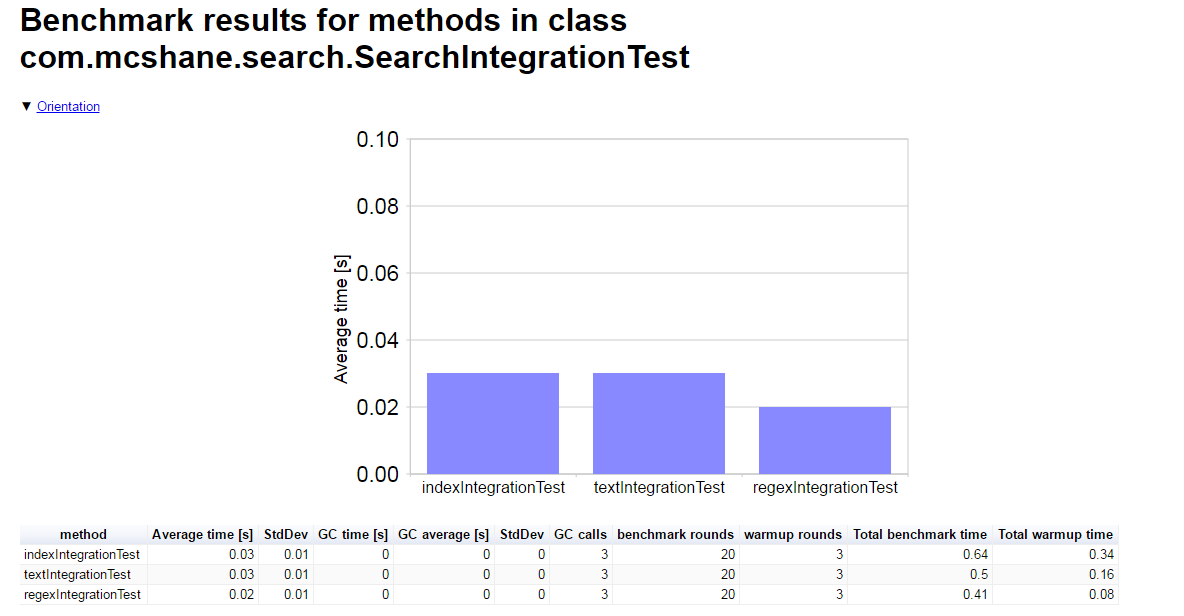 Benchmark results for methods in class
com.mcshane.search.SearchIntegrationTest
▼ Orientation
0.10
0.08
0.06
0.04
0.02
0.00
Average time [s]
indexIntegrationTest textIntegrationTest regexIntegrationTest
method Average time [s] StdDev GC time [s] GC average [s] StdDev GC calls benchmark rounds warmup rounds Total benchmark time Total warmup time
indexIntegrationTest 0.03 0.01 0 0 0 3 20 3 0.64 0.34
textIntegrationTest 0.03 0.01 0 0 0 3 20 3 0.5 0.16
regexIntegrationTest 0.02 0.01 0 0 0 3 20 3 0.41 0.08